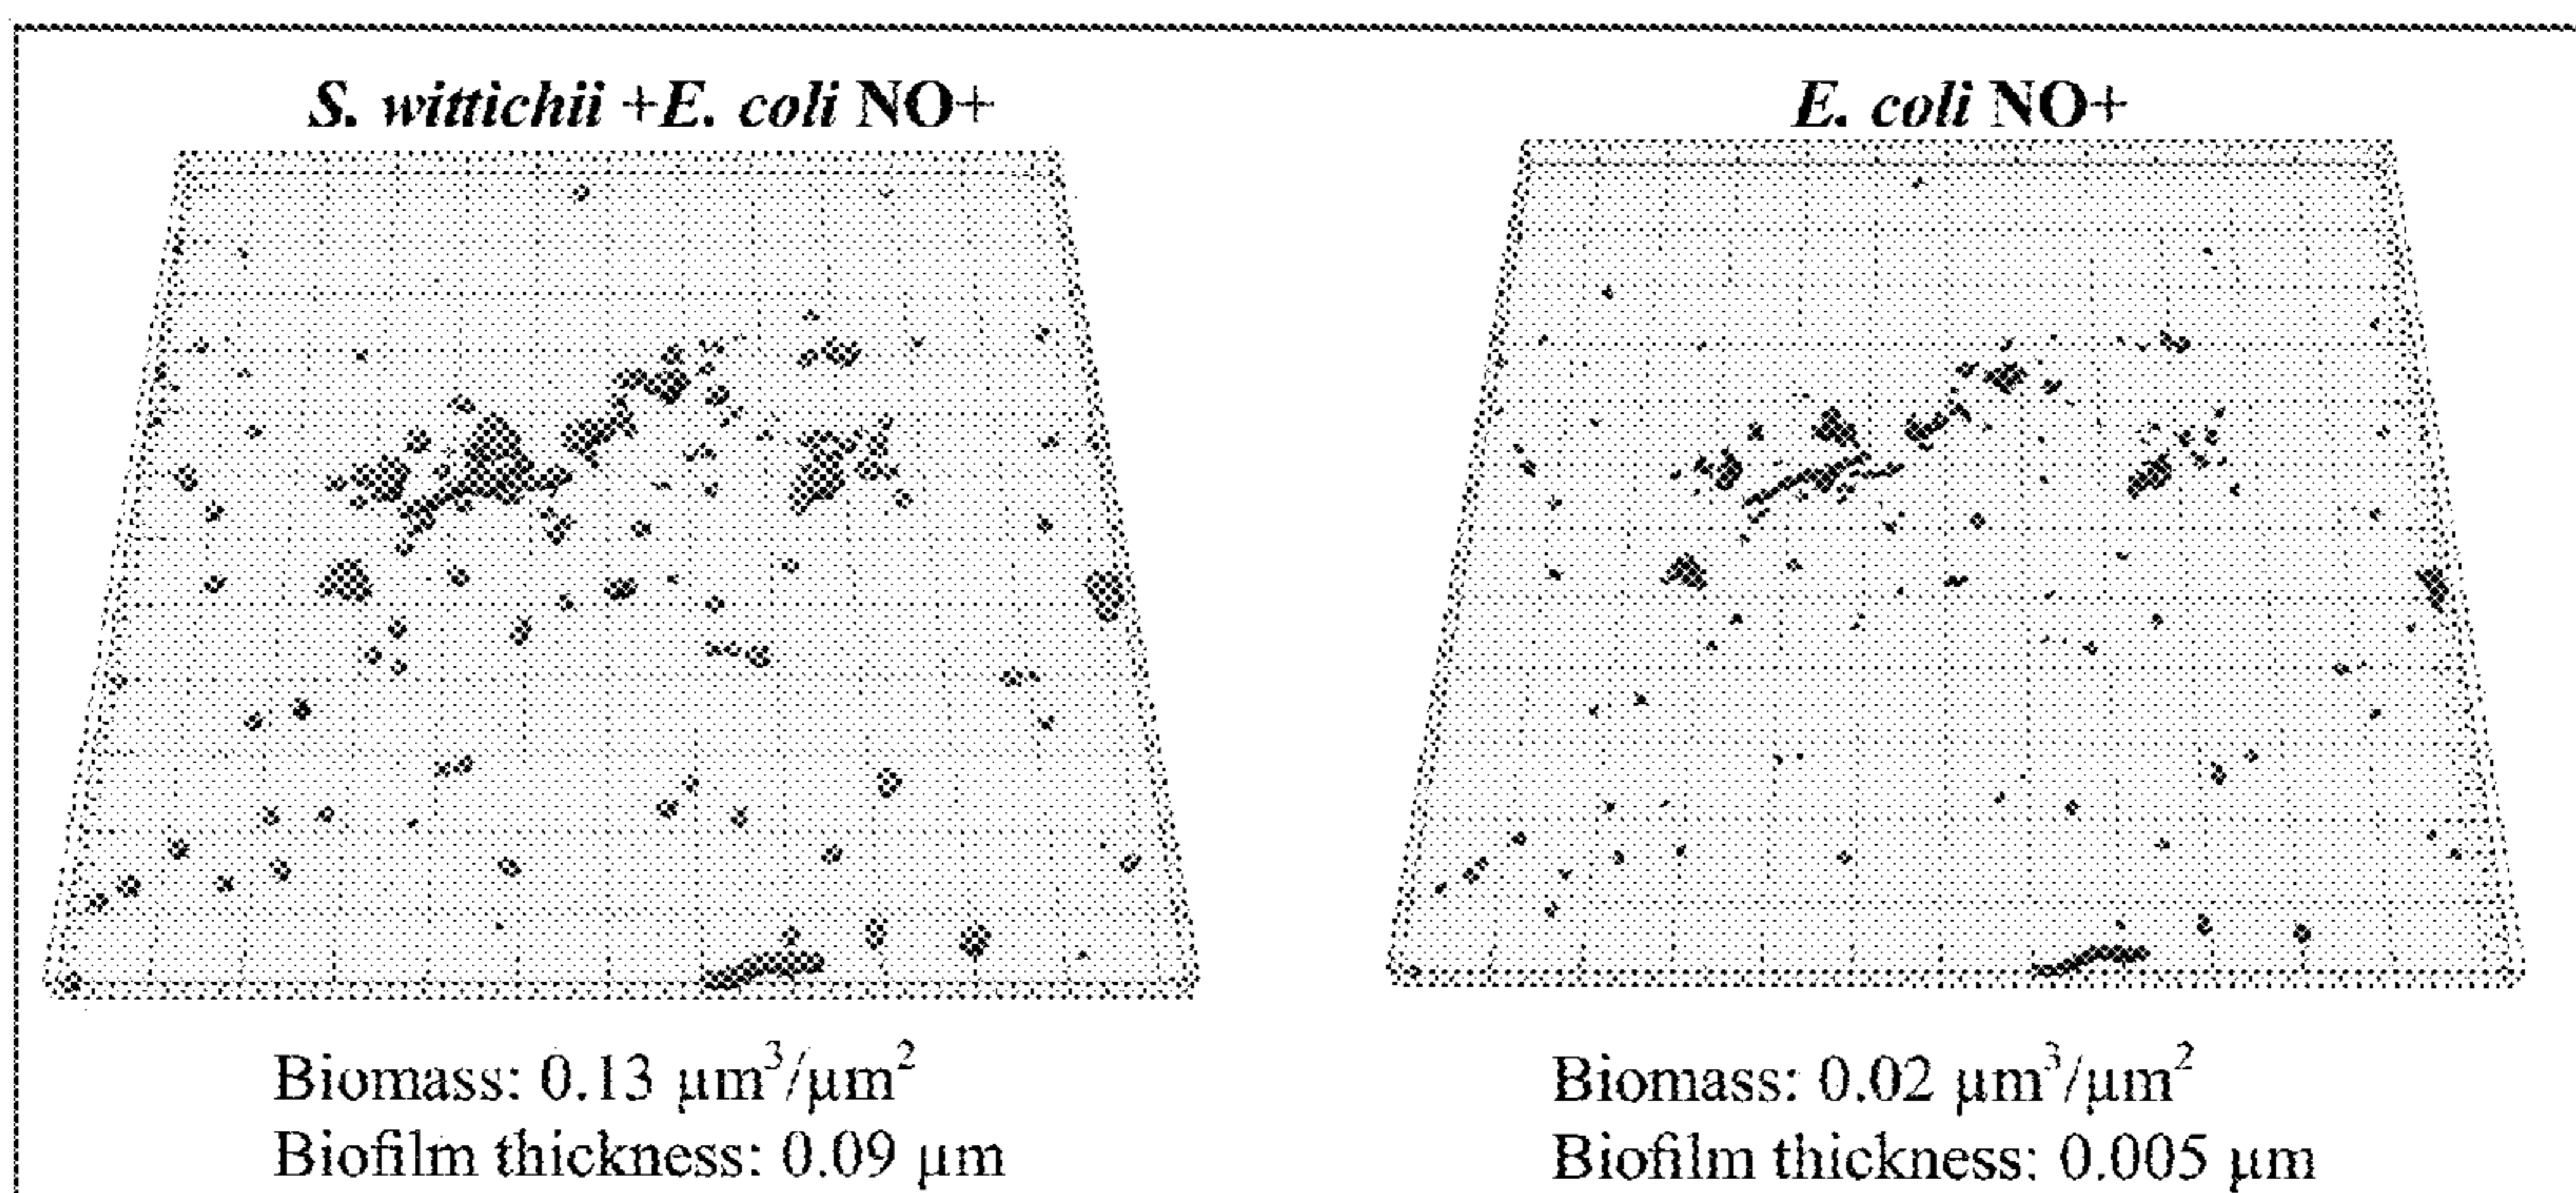 S. wittichii +E. coli NO+
E. coli NO+
Biomass: 0.13 μm³/μm²
Biofilm thickness: 0.09 μm
Biomass: 0.02 μm³/μm²
Biofilm thickness: 0.005 μm